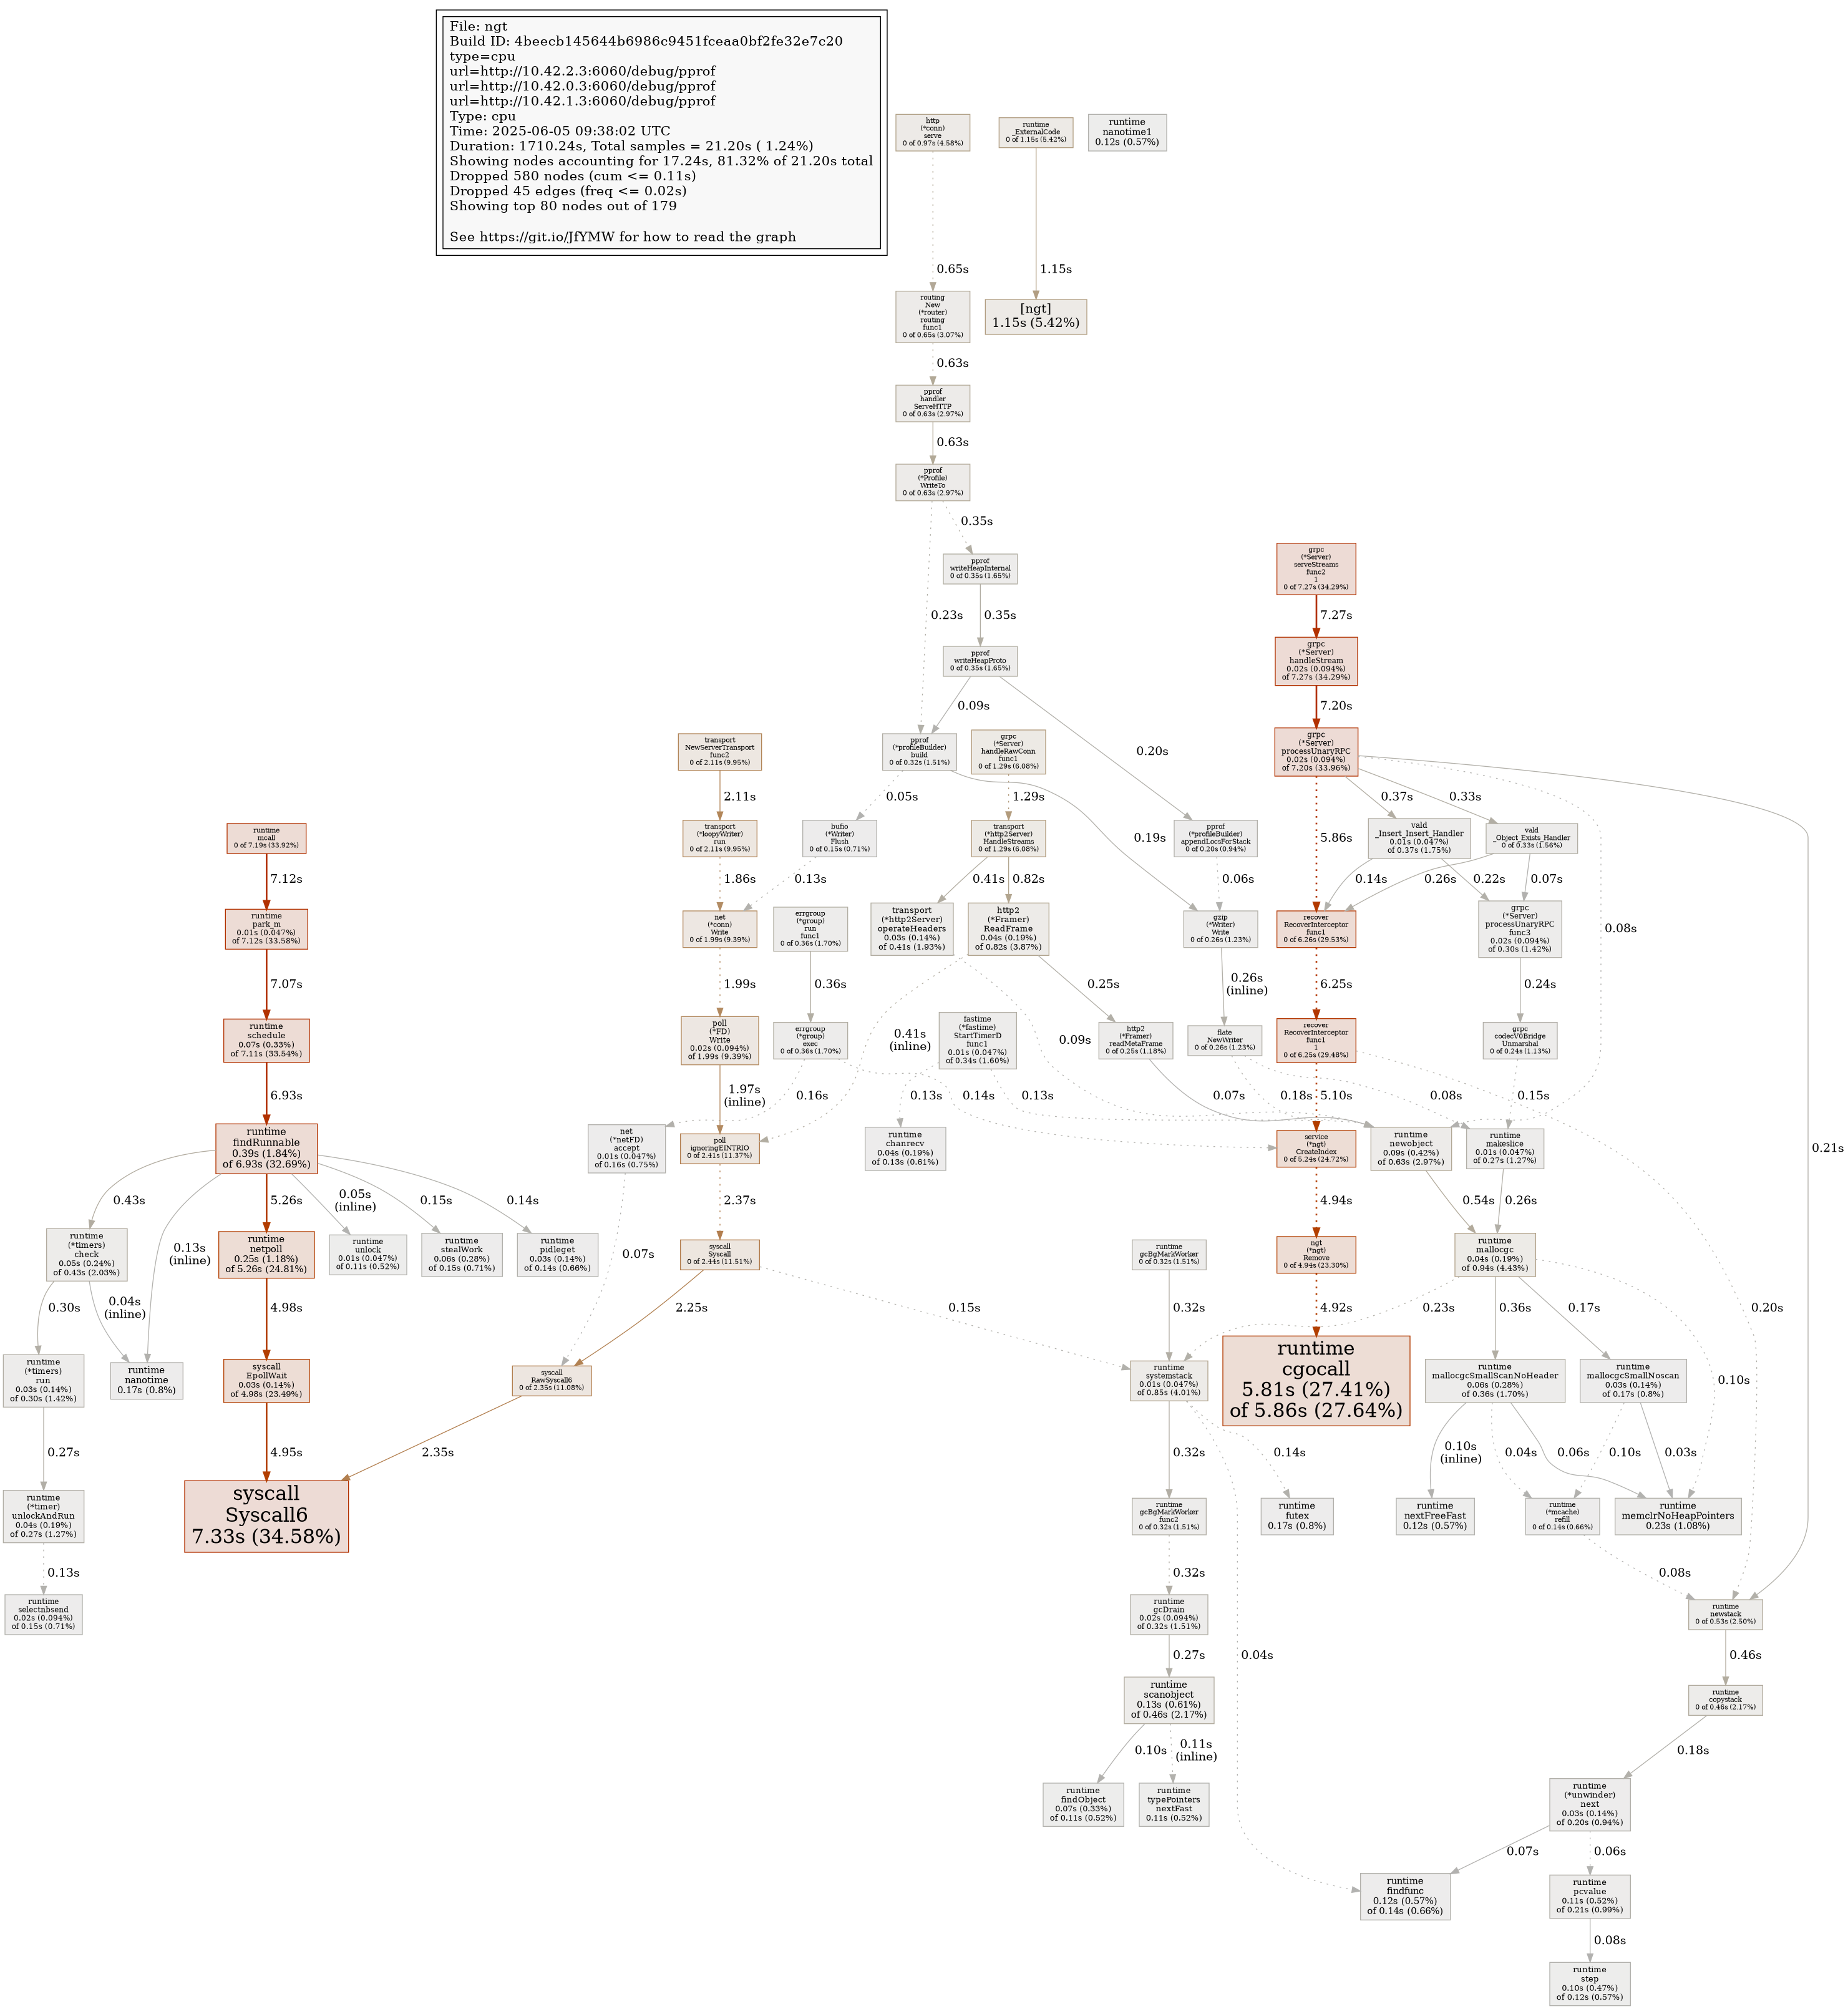 File: ngt
Build ID: 4beecb145644b6986c9451fceaa0bf2fe32e7c20
type=cpu
url=http://10.42.2.3:6060/debug/pprof
url=http://10.42.0.3:6060/debug/pprof
url=http://10.42.1.3:6060/debug/pprof
Type: cpu
Time: 2025-06-05 09:38:02 UTC
Duration: 1710.24s, Total samples = 21.20s ( 1.24%)
Showing nodes accounting for 17.24s, 81.32% of 21.20s total
Dropped 580 nodes (cum <= 0.11s)
Dropped 45 edges (freq <= 0.02s)
Showing top 80 nodes out of 179
See https://git.io/JfYMW for how to read the graph
http
(*conn)
serve
0 of 0.97s (4.58%)
runtime
_ExternalCode
0 of 1.15s (5.42%)
runtime
nanotime1
0.12s (0.57%)
0.65s
1.15s
routing
New
(*router)
routing
func1
0 of 0.65s (3.07%)
[ngt]
1.15s (5.42%)
0.63s
pprof
handler
ServeHTTP
0 of 0.63s (2.97%)
0.63s
pprof
(*Profile)
WriteTo
0 of 0.63s (2.97%)
0.35s
pprof
writeHeapInternal
0 of 0.35s (1.65%)
grpc
(*Server)
serveStreams
func2
1
0 of 7.27s (34.29%)
0.23s
0.35s
7.27s
pprof
writeHeapProto
0 of 0.35s (1.65%)
grpc
(*Server)
handleStream
0.02s (0.094%)
of 7.27s (34.29%)
0.09s
7.20s
transport
NewServerTransport
func2
0 of 2.11s (9.95%)
pprof
(*profileBuilder)
build
0 of 0.32s (1.51%)
grpc
(*Server)
handleRawConn
func1
0 of 1.29s (6.08%)
0.20s
grpc
(*Server)
processUnaryRPC
0.02s (0.094%)
of 7.20s (33.96%)
2.11s
0.05s
1.29s
0.37s
0.33s
runtime
mcall
0 of 7.19s (33.92%)
transport
(*loopyWriter)
run
0 of 2.11s (9.95%)
bufio
(*Writer)
Flush
0 of 0.15s (0.71%)
transport
(*http2Server)
HandleStreams
0 of 1.29s (6.08%)
0.19s
pprof
(*profileBuilder)
appendLocsForStack
0 of 0.20s (0.94%)
5.86s
vald
_Insert_Insert_Handler
0.01s (0.047%)
of 0.37s (1.75%)
vald
_Object_Exists_Handler
0 of 0.33s (1.56%)
7.12s
1.86s
0.13s
0.41s
0.82s
0.06s
0.14s
0.26s
0.22s
0.07s
runtime
park_m
0.01s (0.047%)
of 7.12s (33.58%)
net
(*conn)
Write
0 of 1.99s (9.39%)
errgroup
(*group)
run
func1
0 of 0.36s (1.70%)
transport
(*http2Server)
operateHeaders
0.03s (0.14%)
of 0.41s (1.93%)
http2
(*Framer)
ReadFrame
0.04s (0.19%)
of 0.82s (3.87%)
gzip
(*Writer)
Write
0 of 0.26s (1.23%)
recover
RecoverInterceptor
func1
0 of 6.26s (29.53%)
grpc
(*Server)
processUnaryRPC
func3
0.02s (0.094%)
of 0.30s (1.42%)
0.08s
7.07s
1.99s
0.36s
0.25s
0.26s
(inline)
6.25s
0.24s
runtime
schedule
0.07s (0.33%)
of 7.11s (33.54%)
poll
(*FD)
Write
0.02s (0.094%)
of 1.99s (9.39%)
errgroup
(*group)
exec
0 of 0.36s (1.70%)
0.41s
(inline)
fastime
(*fastime)
StartTimerD
func1
0.01s (0.047%)
of 0.34s (1.60%)
0.09s
http2
(*Framer)
readMetaFrame
0 of 0.25s (1.18%)
flate
NewWriter
0 of 0.26s (1.23%)
recover
RecoverInterceptor
func1
1
0 of 6.25s (29.48%)
grpc
codecV0Bridge
Unmarshal
0 of 0.24s (1.13%)
6.93s
1.97s
(inline)
0.16s
0.13s
0.14s
0.13s
0.07s
0.18s
5.10s
0.08s
0.15s
runtime
findRunnable
0.39s (1.84%)
of 6.93s (32.69%)
net
(*netFD)
accept
0.01s (0.047%)
of 0.16s (0.75%)
poll
ignoringEINTRIO
0 of 2.41s (11.37%)
runtime
chanrecv
0.04s (0.19%)
of 0.13s (0.61%)
service
(*ngt)
CreateIndex
0 of 5.24s (24.72%)
runtime
newobject
0.09s (0.42%)
of 0.63s (2.97%)
runtime
makeslice
0.01s (0.047%)
of 0.27s (1.27%)
0.21s
0.43s
0.13s
(inline)
5.26s
0.05s
(inline)
0.15s
0.14s
2.37s
4.94s
0.54s
0.26s
runtime
(*timers)
check
0.05s (0.24%)
of 0.43s (2.03%)
runtime
netpoll
0.25s (1.18%)
of 5.26s (24.81%)
runtime
unlock
0.01s (0.047%)
of 0.11s (0.52%)
runtime
stealWork
0.06s (0.28%)
of 0.15s (0.71%)
runtime
pidleget
0.03s (0.14%)
of 0.14s (0.66%)
0.07s
syscall
Syscall
0 of 2.44s (11.51%)
runtime
gcBgMarkWorker
0 of 0.32s (1.51%)
ngt
(*ngt)
Remove
0 of 4.94s (23.30%)
runtime
mallocgc
0.04s (0.19%)
of 0.94s (4.43%)
0.30s
0.04s
(inline)
4.98s
2.25s
0.15s
0.32s
4.92s
0.23s
0.36s
0.17s
0.20s
runtime
(*timers)
run
0.03s (0.14%)
of 0.30s (1.42%)
runtime
nanotime
0.17s (0.8%)
syscall
EpollWait
0.03s (0.14%)
of 4.98s (23.49%)
syscall
RawSyscall6
0 of 2.35s (11.08%)
runtime
systemstack
0.01s (0.047%)
of 0.85s (4.01%)
runtime
cgocall
5.81s (27.41%)
of 5.86s (27.64%)
runtime
mallocgcSmallScanNoHeader
0.06s (0.28%)
of 0.36s (1.70%)
runtime
mallocgcSmallNoscan
0.03s (0.14%)
of 0.17s (0.8%)
0.10s
0.27s
4.95s
2.35s
0.32s
0.14s
0.10s
(inline)
0.04s
0.06s
0.10s
0.03s
runtime
(*timer)
unlockAndRun
0.04s (0.19%)
of 0.27s (1.27%)
syscall
Syscall6
7.33s (34.58%)
runtime
gcBgMarkWorker
func2
0 of 0.32s (1.51%)
runtime
futex
0.17s (0.8%)
runtime
nextFreeFast
0.12s (0.57%)
runtime
(*mcache)
refill
0 of 0.14s (0.66%)
runtime
memclrNoHeapPointers
0.23s (1.08%)
0.13s
0.32s
0.08s
runtime
selectnbsend
0.02s (0.094%)
of 0.15s (0.71%)
runtime
gcDrain
0.02s (0.094%)
of 0.32s (1.51%)
runtime
newstack
0 of 0.53s (2.50%)
0.27s
0.04s
0.46s
runtime
scanobject
0.13s (0.61%)
of 0.46s (2.17%)
runtime
copystack
0 of 0.46s (2.17%)
0.10s
0.11s
(inline)
0.18s
runtime
findObject
0.07s (0.33%)
of 0.11s (0.52%)
runtime
typePointers
nextFast
0.11s (0.52%)
runtime
(*unwinder)
next
0.03s (0.14%)
of 0.20s (0.94%)
0.07s
0.06s
runtime
findfunc
0.12s (0.57%)
of 0.14s (0.66%)
runtime
pcvalue
0.11s (0.52%)
of 0.21s (0.99%)
0.08s
runtime
step
0.10s (0.47%)
of 0.12s (0.57%)